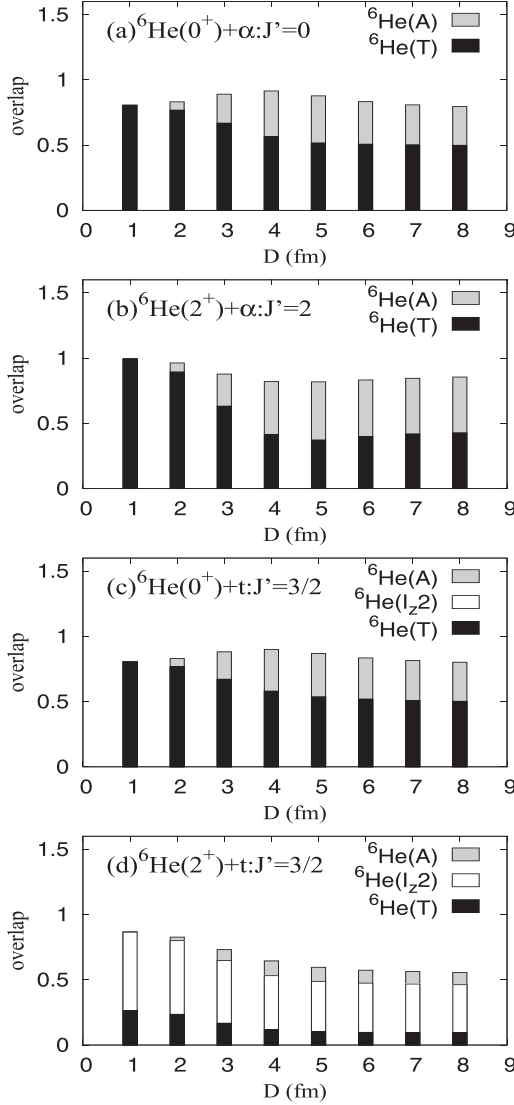 1.5
(a)⁶He(0⁺)+α:J'=0
⁶He(A)
⁶He(T)
1
0.5
0
overlap
0 1 2 3 4 5 6 7 8 9
D (fm)
1.5
(b)⁶He(2⁺)+α:J'=2
⁶He(A)
⁶He(T)
1
0.5
0
overlap
0 1 2 3 4 5 6 7 8 9
D (fm)
1.5
(c)⁶He(0⁺)+t:J'=3/2
⁶He(A)
⁶He(I_z2)
⁶He(T)
1
0.5
0
overlap
0 1 2 3 4 5 6 7 8 9
D (fm)
1.5
(d)⁶He(2⁺)+t:J'=3/2
⁶He(A)
⁶He(I_z2)
⁶He(T)
1
0.5
0
overlap
0 1 2 3 4 5 6 7 8 9
D (fm)